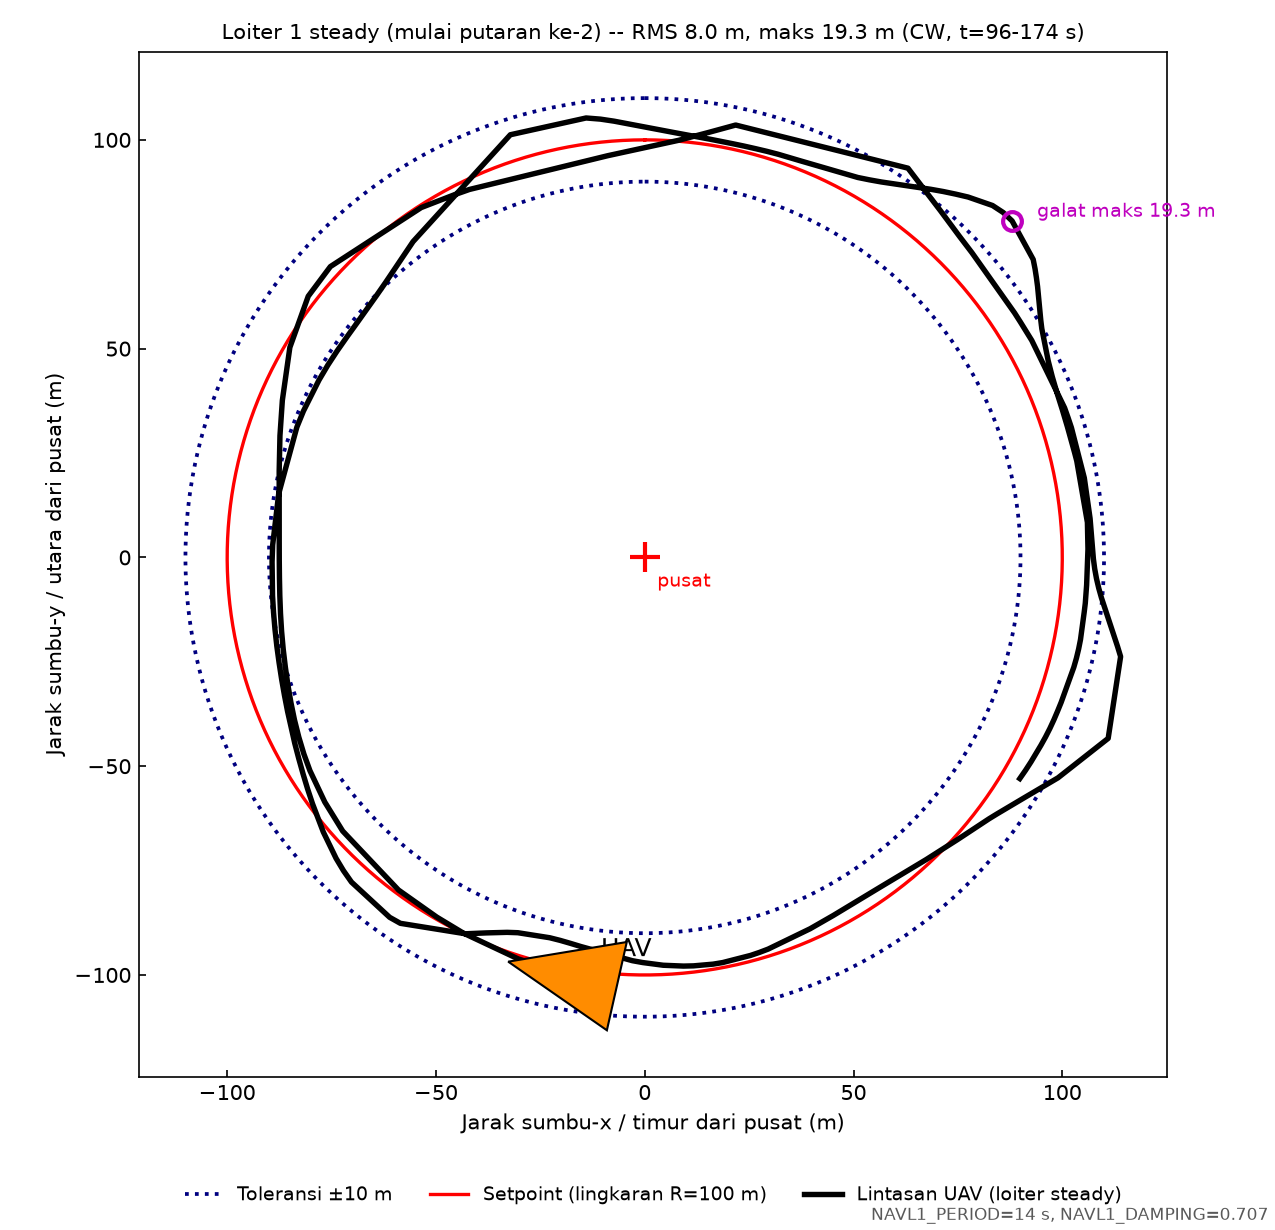 Loiter 1 steady (mulai putaran ke-2) -- RMS 8.0 m, maks 19.3 m (CW, t=96-174 s)
Jarak sumbu-y / utara dari pusat (m)
100
50
0
−50
−100
galat maks 19.3 m
pusat
UAV
−100
−50
0
50
100
Jarak sumbu-x / timur dari pusat (m)
Toleransi ±10 m
Setpoint (lingkaran R=100 m)
Lintasan UAV (loiter steady)
NAVL1_PERIOD=14 s, NAVL1_DAMPING=0.707